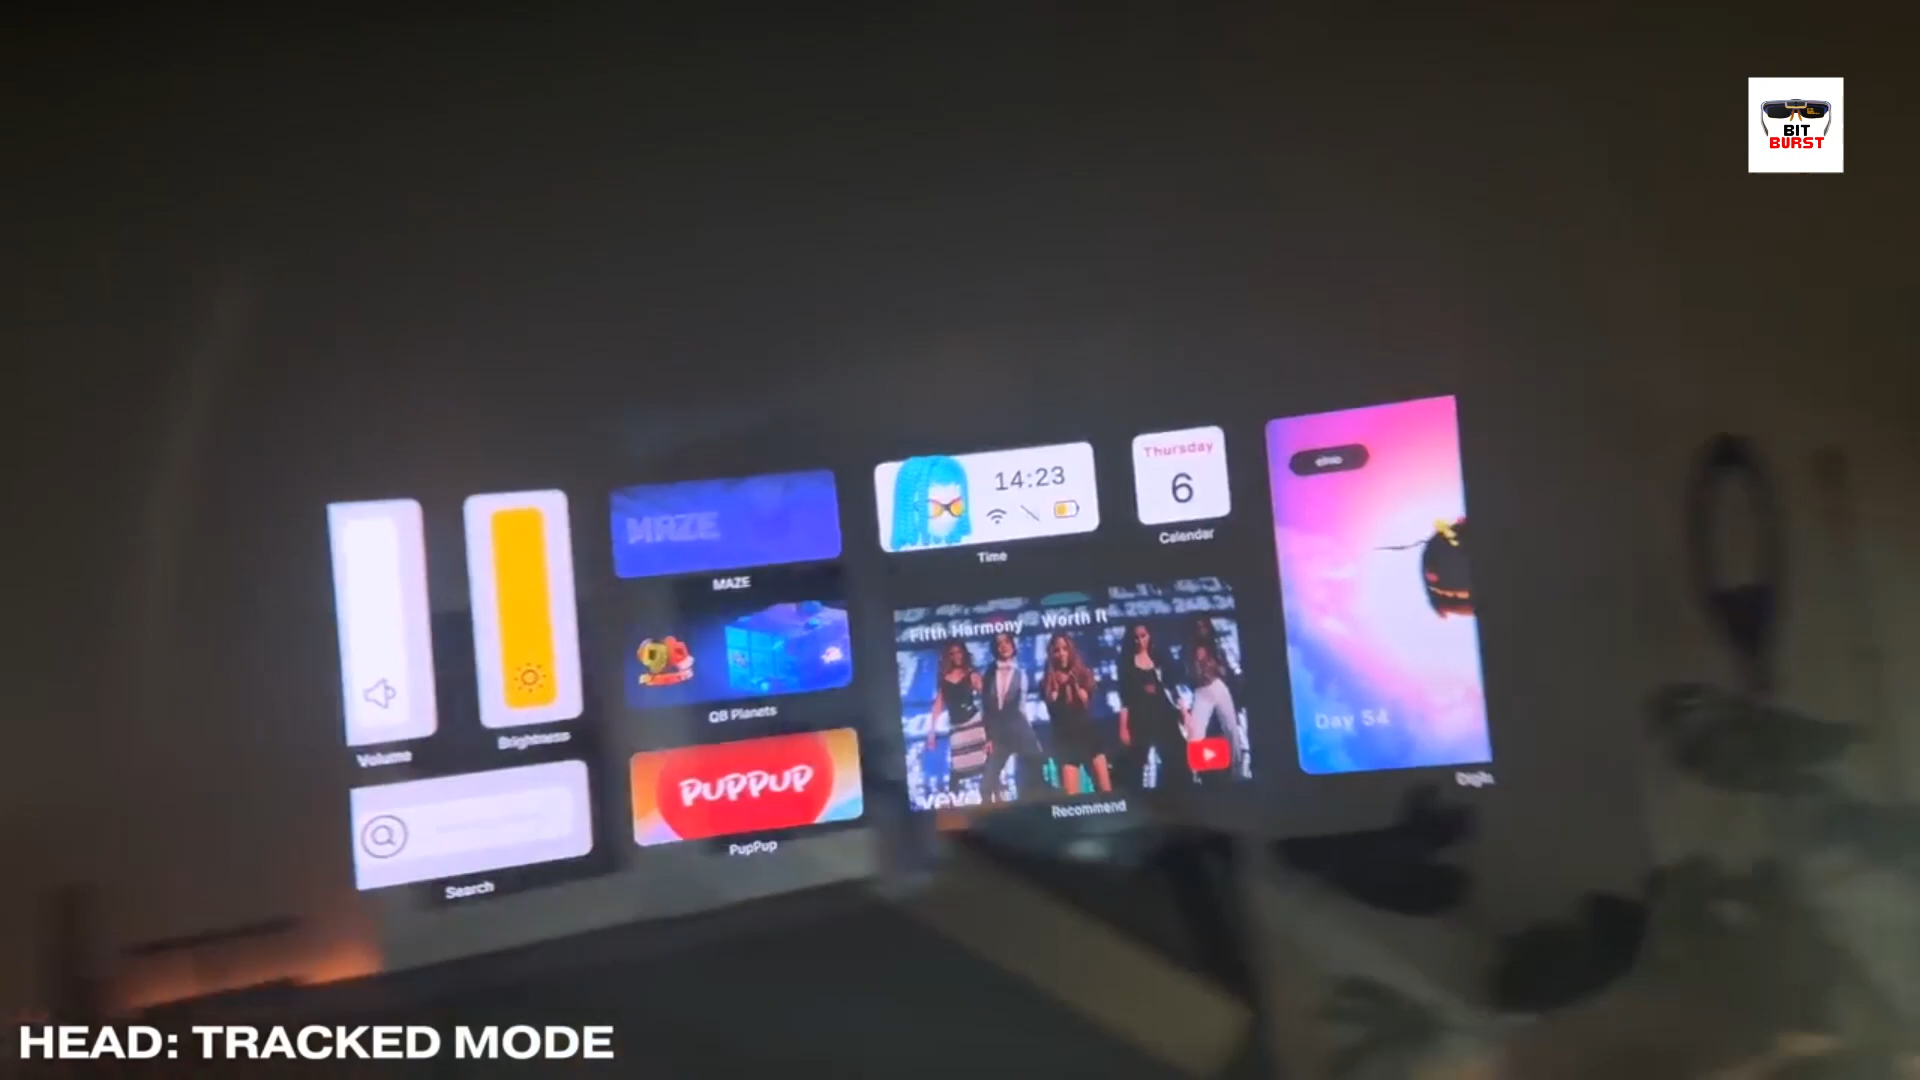 BIT
BURST
Thursday
14:23
6
Calendar
Time
MAZE
MAZE
Fifth Harmony - Worth It
QB Planets
Day 54
Volume
Brightness
PUPPUP
Recommend
PupPup
Search
vevo
HEAD: TRACKED MODE